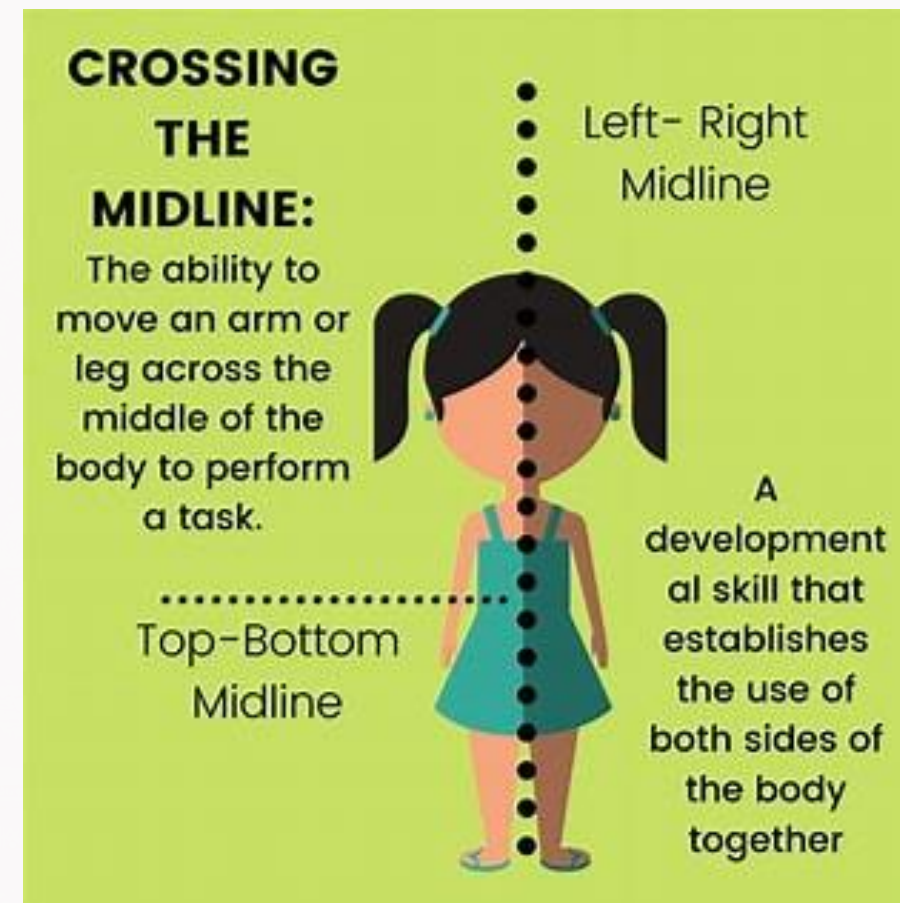 CROSSING
THE
MIDLINE:
The ability to
move an arm or
leg across the
middle of the
body to perform
a task.
Left- Right
Midline
Top-Bottom
Midline
A
development
al skill that
establishes
the use of
both sides of
the body
together